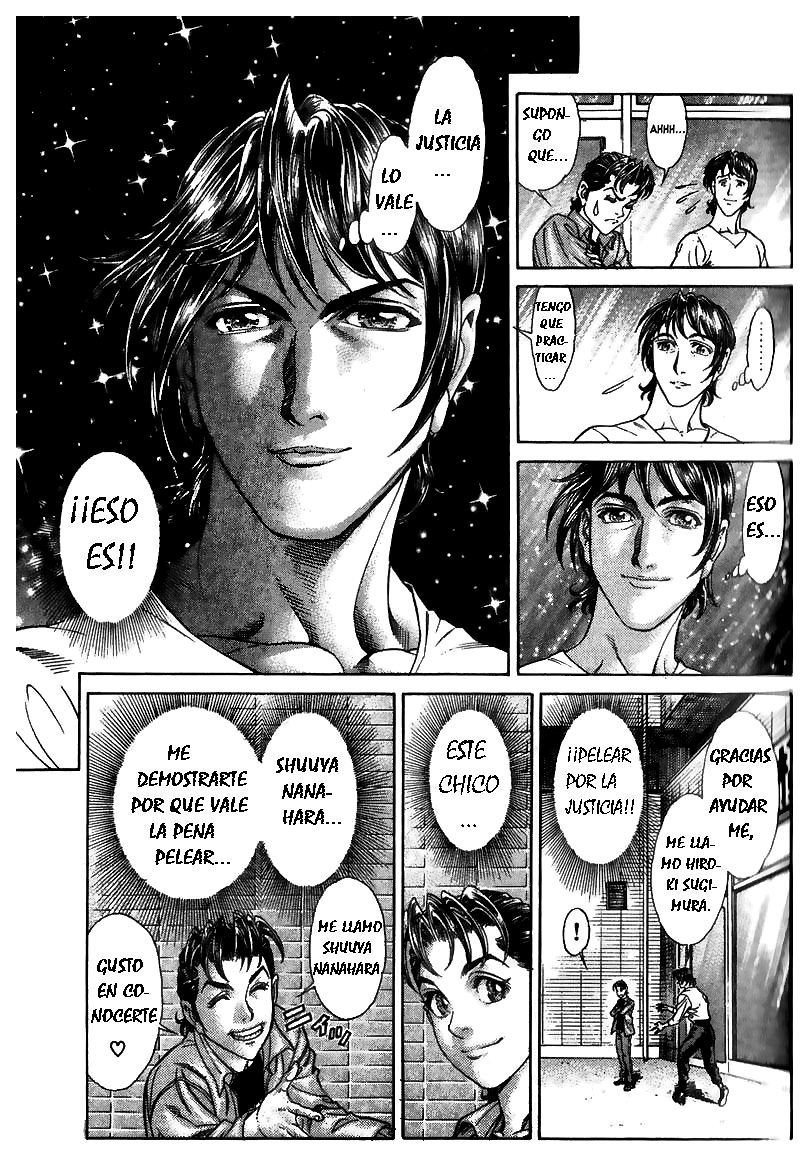 SUPON-
GO
QUE...
AHHH...
TENGO
QUE
PRAC-
TICAR
...
........
ESO
ES...
LA
JUSTICIA
...
LO
VALE
...
¡¡ESO
ES!!
GRACIAS
POR
AYUDAR
ME,
ME LLA-
MO HIRO-
KI SUGI-
MURA.
¡¡PELEAR
POR LA
JUSTICIA!!
!
ESTE
CHICO
...
SHUUYA
NANA-
HARA...
ME
DEMOSTRARTE
POR QUE VALE
LA PENA
PELEAR...
ME LLAMO
SHUUYA
NANAHARA
GUSTO
EN CO-
NOCERTE
♡